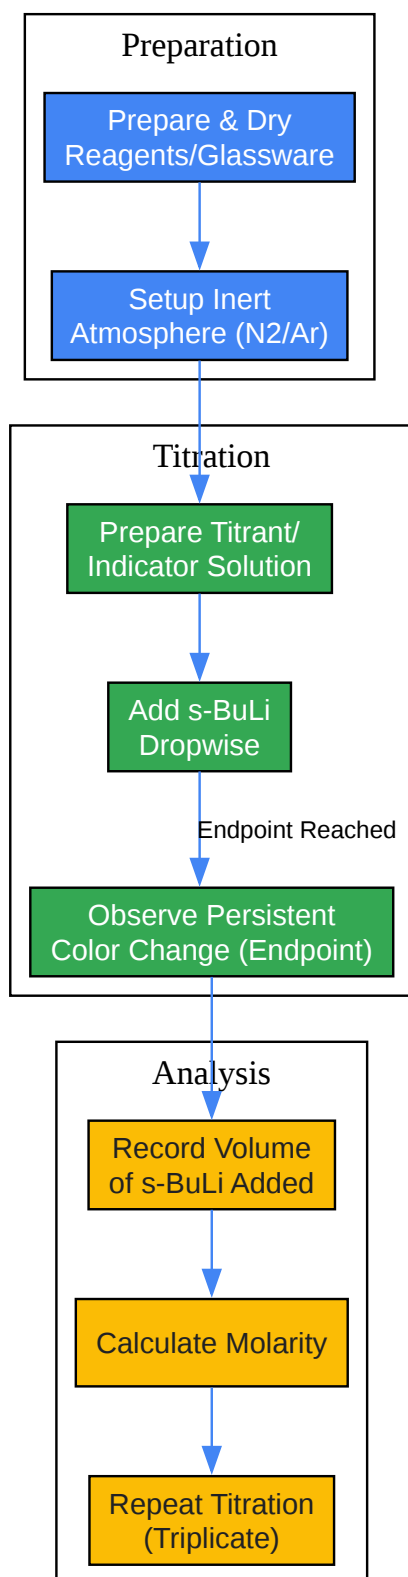 Preparation
Prepare & Dry
Reagents/Glassware
Setup Inert
Atmosphere (N2/Ar)
Titration
Prepare Titrant/
Indicator Solution
Add s-BuLi
Dropwise
Endpoint Reached
Observe Persistent
Color Change (Endpoint)
Analysis
Record Volume
of s-BuLi Added
Calculate Molarity
Repeat Titration
(Triplicate)